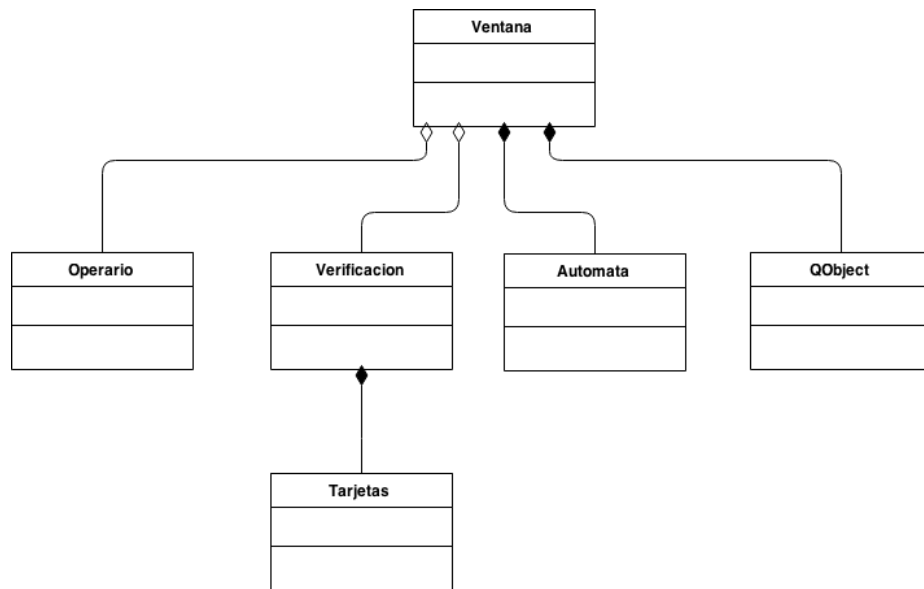 Ventana
Operario
Verificacion
Automata
QObject
Tarjetas